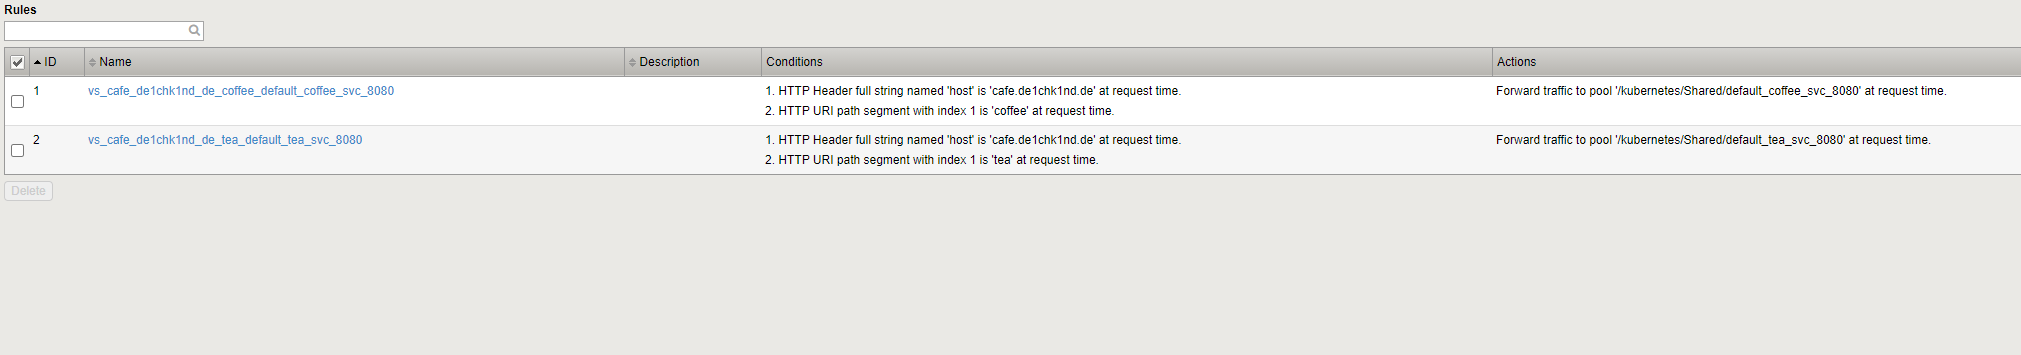 Rules
ID Name Description Conditions Actions
1 vs_cafe_de1chk1nd_de_coffee_default_coffee_svc_8080 1. HTTP Header full string named 'host' is 'cafe.de1chk1nd.de' at request time. Forward traffic to pool '/kubernetes/Shared/default_coffee_svc_8080' at request time.
2. HTTP URI path segment with index 1 is 'coffee' at request time.
2 vs_cafe_de1chk1nd_de_tea_default_tea_svc_8080 1. HTTP Header full string named 'host' is 'cafe.de1chk1nd.de' at request time. Forward traffic to pool '/kubernetes/Shared/default_tea_svc_8080' at request time.
2. HTTP URI path segment with index 1 is 'tea' at request time.
Delete